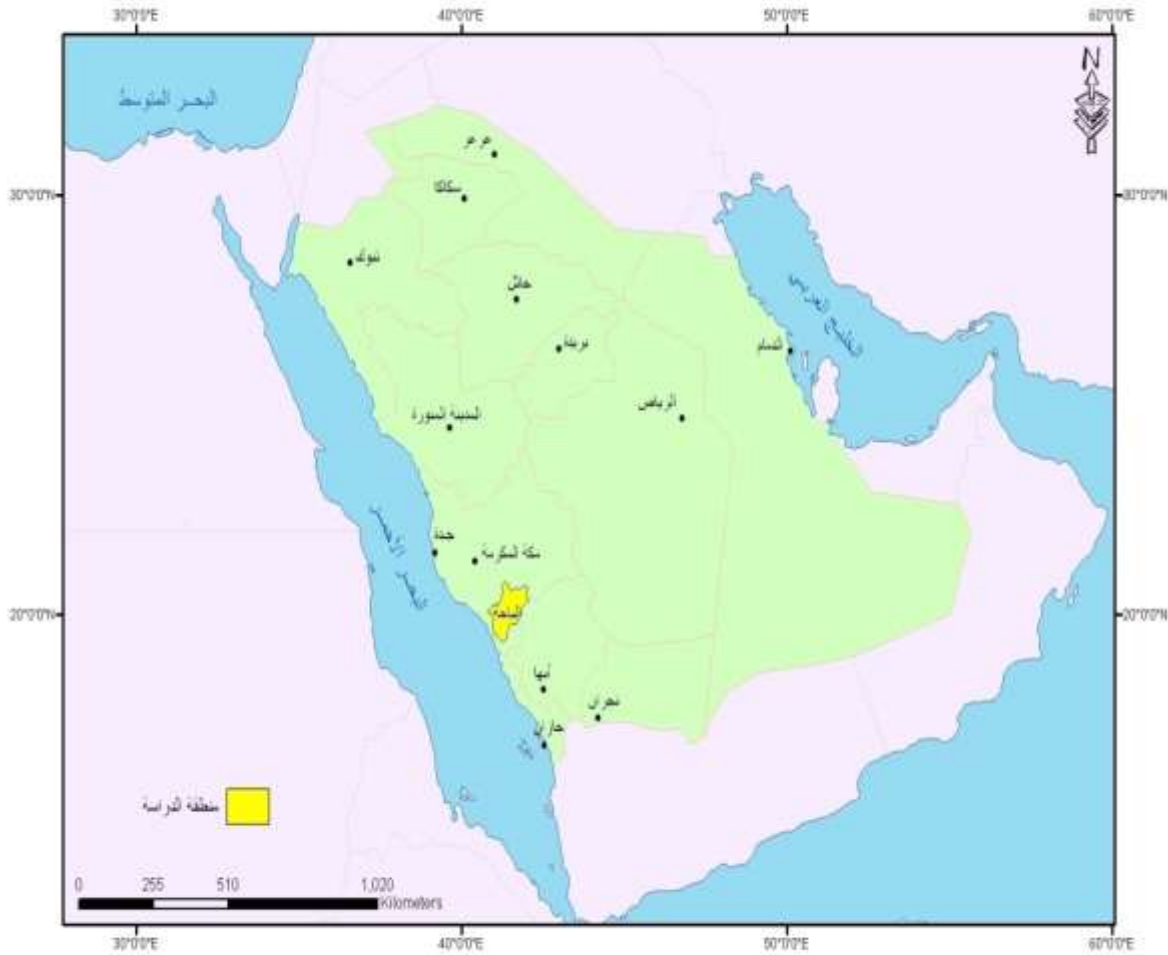 30°0'0"E 40°0'0"E 50°0'0"E 60°0'0"E
N
البحر المتوسط
عرعر
30°0'0"N 30°0'0"N
سكاكا
تبوك
حائل
الخليج العربي
بريدة
الدمام
الرياض
المدينة المنورة
البحر الأحمر
جدة
مكة المكرمة
20°0'0"N 20°0'0"N
الباحة
أبها
نجران
جازان
منطقة الدراسة
0 255 510 1,020
Kilometers
30°0'0"E 40°0'0"E 50°0'0"E 60°0'0"E